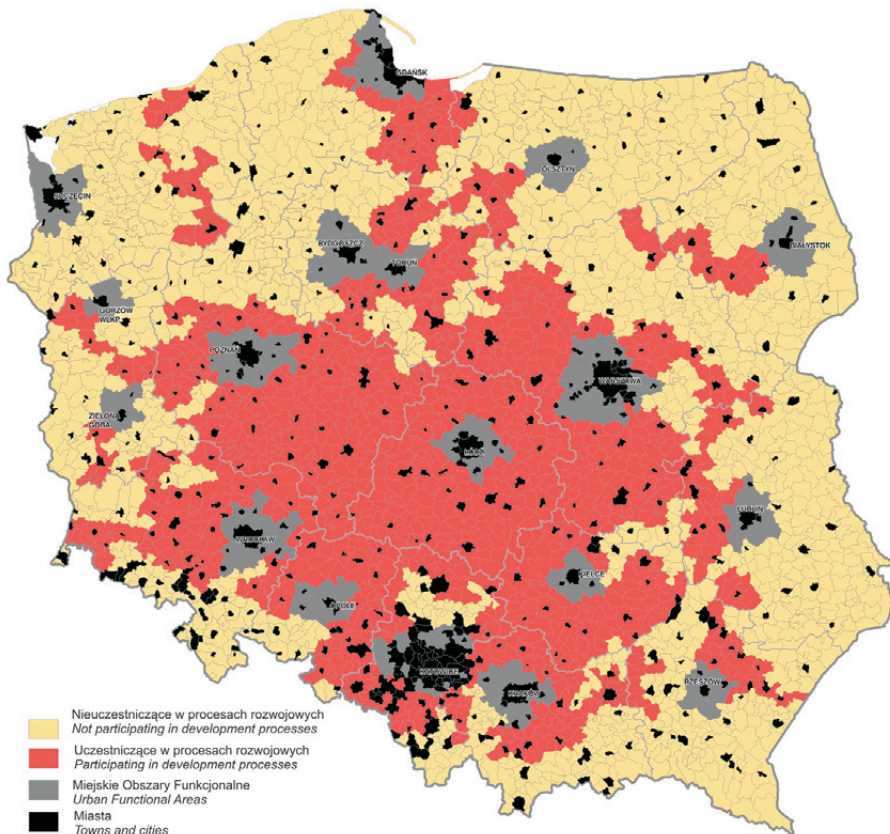 GDAŃSK
OLSZTYN
SZCZECIN
BIAŁYSTOK
BYDGOSZCZ
TORUŃ
GORZÓW
WLKP.
POZNAŃ
WARSZAWA
ZIELONA
GÓRA
ŁÓDŹ
LUBLIN
WROCŁAW
KIELCE
OPOLE
KATOWICE
KRAKÓW
RZESZÓW
Nieuczestniczące w procesach rozwojowych
Not participating in development processes
Uczestniczące w procesach rozwojowych
Participating in development processes
Miejskie Obszary Funkcjonalne
Urban Functional Areas
Miasta
Towns and cities